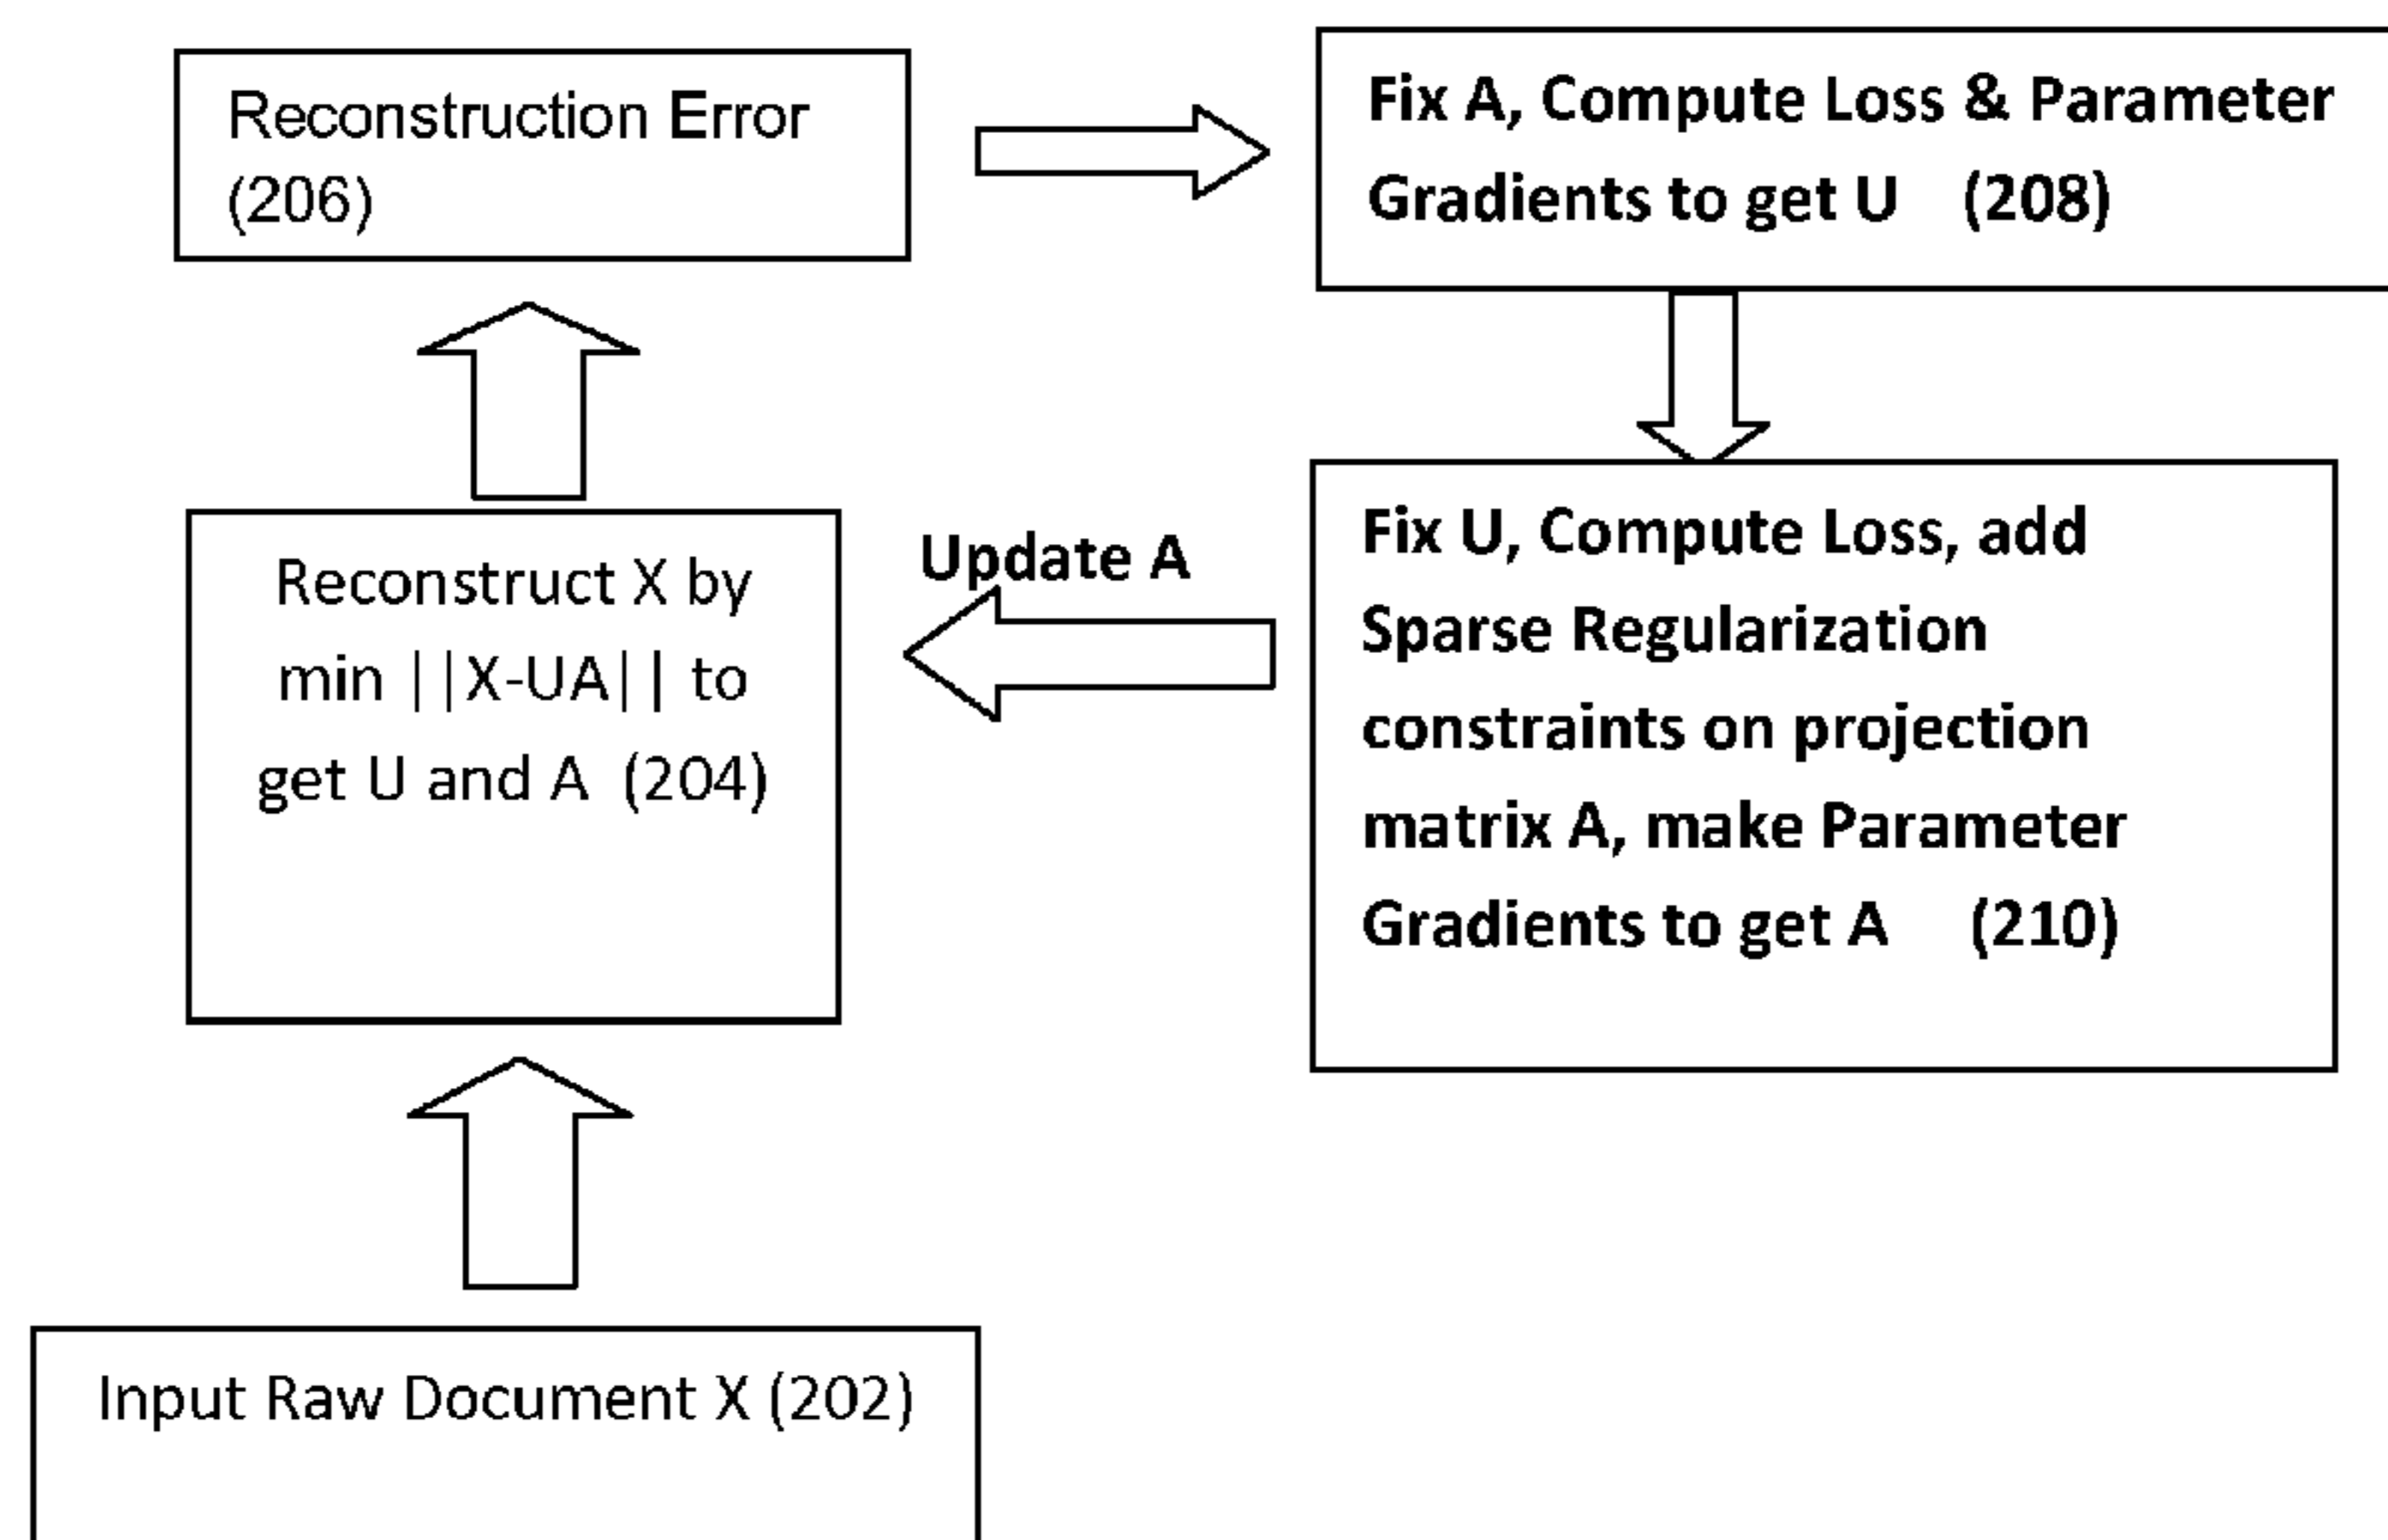 Reconstruction Error
(206)
Fix A, Compute Loss & Parameter
Gradients to get U (208)
Reconstruct X by
min ||X-UA|| to
get U and A (204)
Update A
Fix U, Compute Loss, add
Sparse Regularization
constraints on projection
matrix A, make Parameter
Gradients to get A (210)
Input Raw Document X (202)